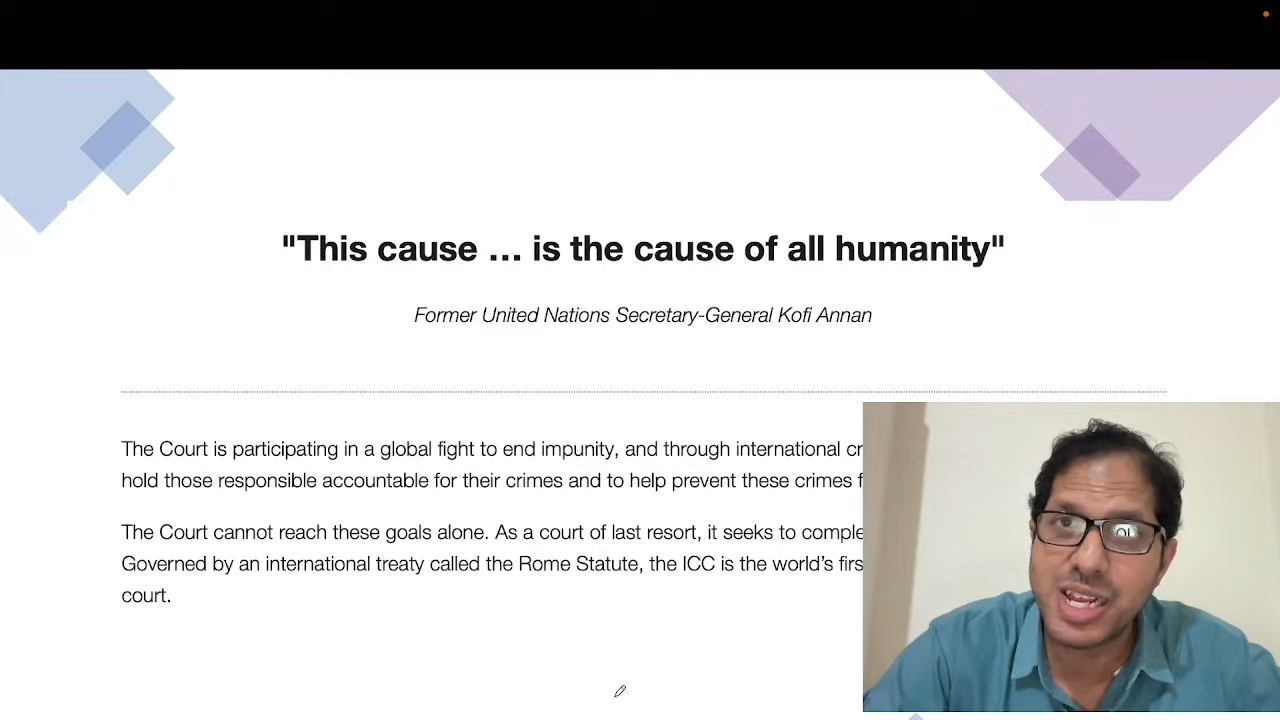 "This cause … is the cause of all humanity"
Former United Nations Secretary-General Kofi Annan
The Court is participating in a global fight to end impunity, and through international cr
hold those responsible accountable for their crimes and to help prevent these crimes f
The Court cannot reach these goals alone. As a court of last resort, it seeks to comple
Governed by an international treaty called the Rome Statute, the ICC is the world's firs
court.